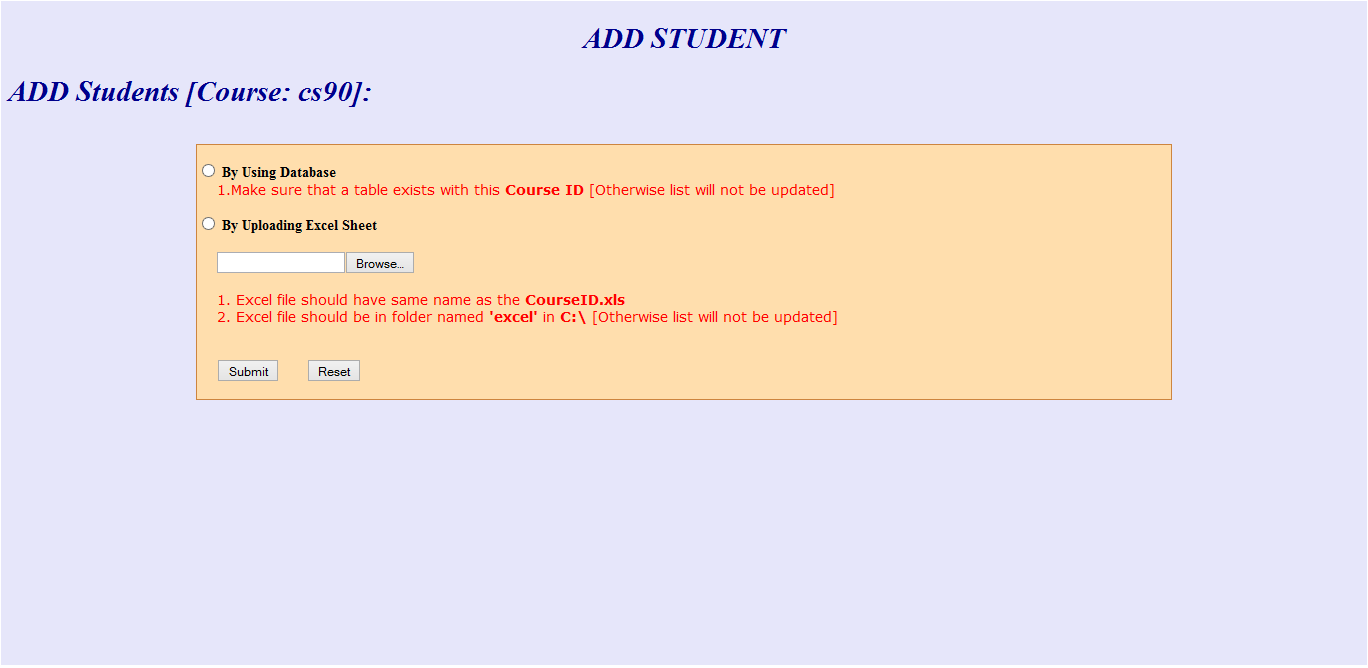 ADD STUDENT
ADD Students [Course: cs90]:
By Using Database
1.Make sure that a table exists with this Course ID [Otherwise list will not be updated]
By Uploading Excel Sheet
Browse...
1. Excel file should have same name as the CourseID.xls
2. Excel file should be in folder named 'excel' in C:\ [Otherwise list will not be updated]
Submit Reset